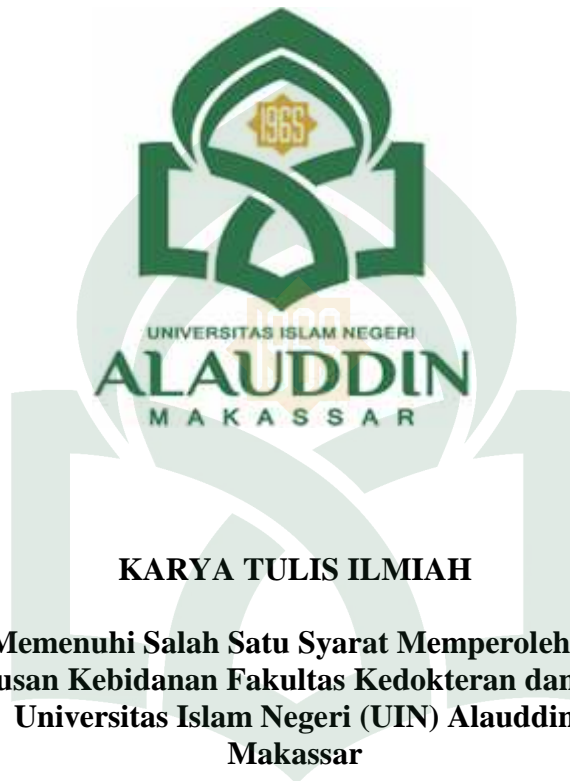 1965
UNIVERSITAS ISLAM NEGERI
ALAUDDIN
MAKASSAR
KARYA TULIS ILMIAH
Memenuhi Salah Satu Syarat Memperoleh
usan Kebidanan Fakultas Kedokteran dan
Universitas Islam Negeri (UIN) Alauddin
Makassar